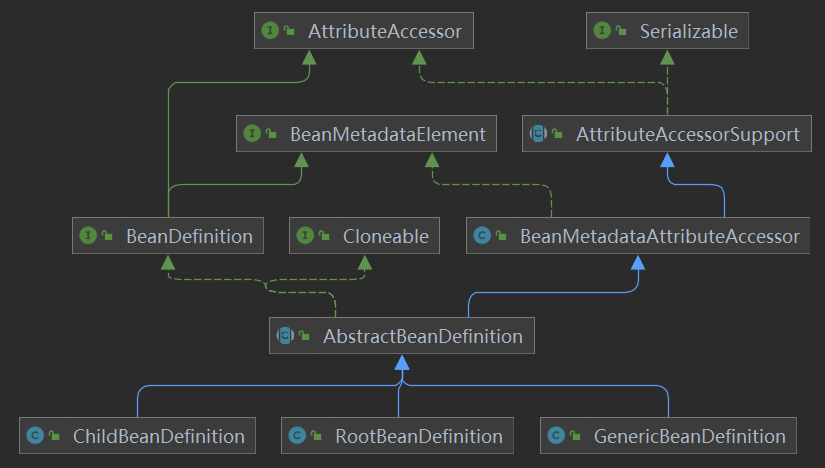 I AttributeAccessor
I Serializable
I BeanMetadataElement
C AttributeAccessorSupport
I BeanDefinition
I Cloneable
C BeanMetadataAttributeAccessor
C AbstractBeanDefinition
C ChildBeanDefinition
C RootBeanDefinition
C GenericBeanDefinition